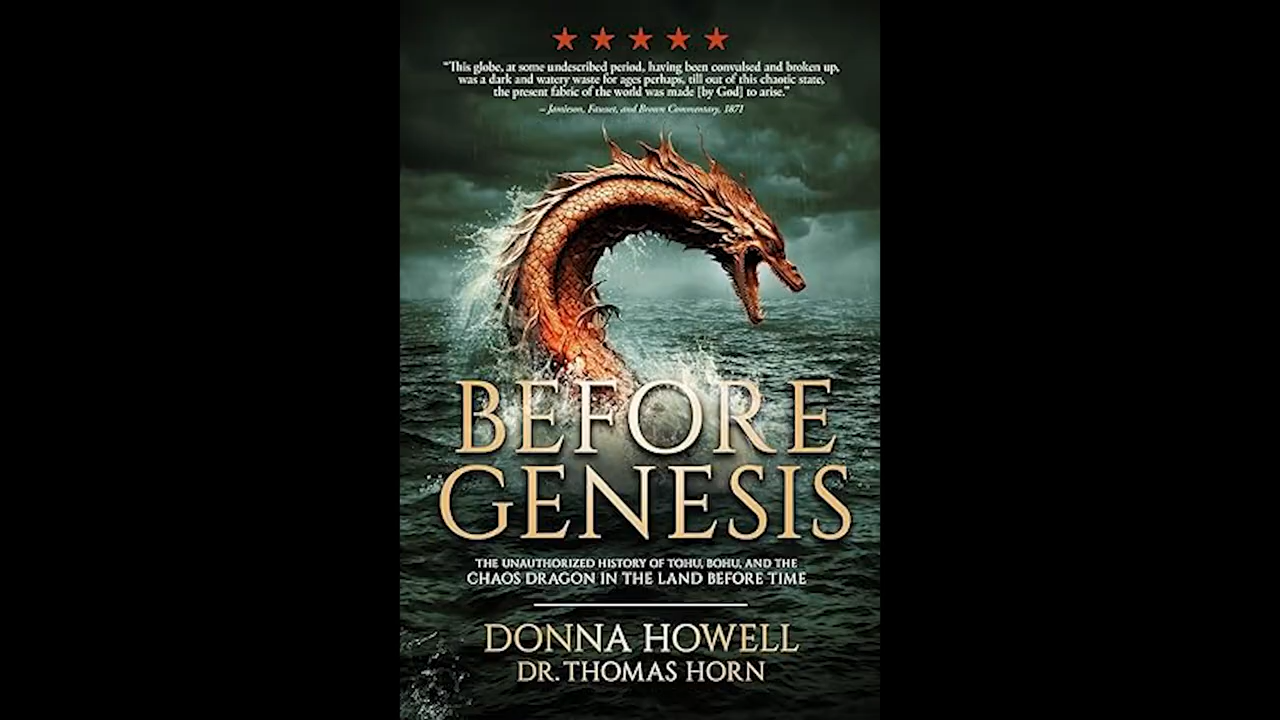 "This globe, at some undescribed period, having been convulsed and broken up,
was a dark and watery waste for ages perhaps, till out of this chaotic state,
the present fabric of the world was made [by God] to arise."
– Jamieson, Fausset, and Brown Commentary, 1871
BEFORE
GENESIS
THE UNAUTHORIZED HISTORY OF TOHU, BOHU, AND THE
CHAOS DRAGON IN THE LAND BEFORE TIME
DONNA HOWELL
DR. THOMAS HORN